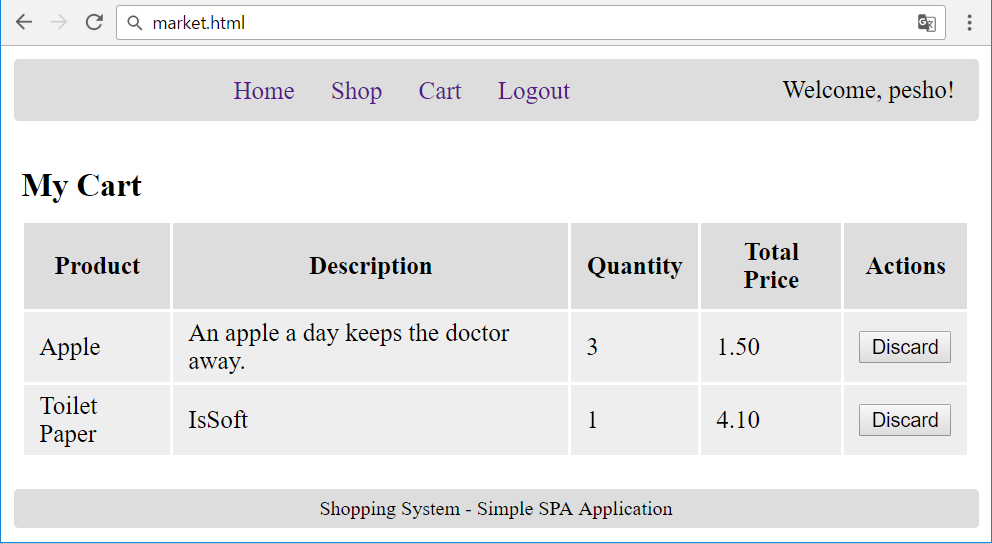 market.html
Home Shop Cart Logout Welcome, pesho!
My Cart
Product Description Quantity Total Price Actions
Apple An apple a day keeps the doctor away. 3 1.50 Discard
Toilet Paper IsSoft 1 4.10 Discard
Shopping System - Simple SPA Application